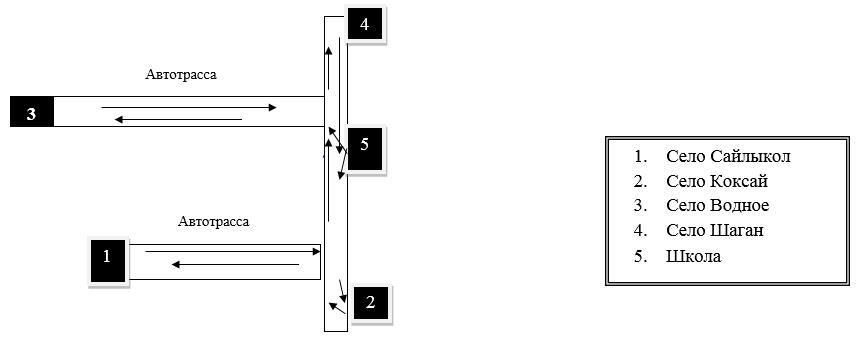 4
Автотрасса
3
5
Автотрасса
1
2
1. Село Сайлыкол
2. Село Коксай
3. Село Водное
4. Село Шаган
5. Школа